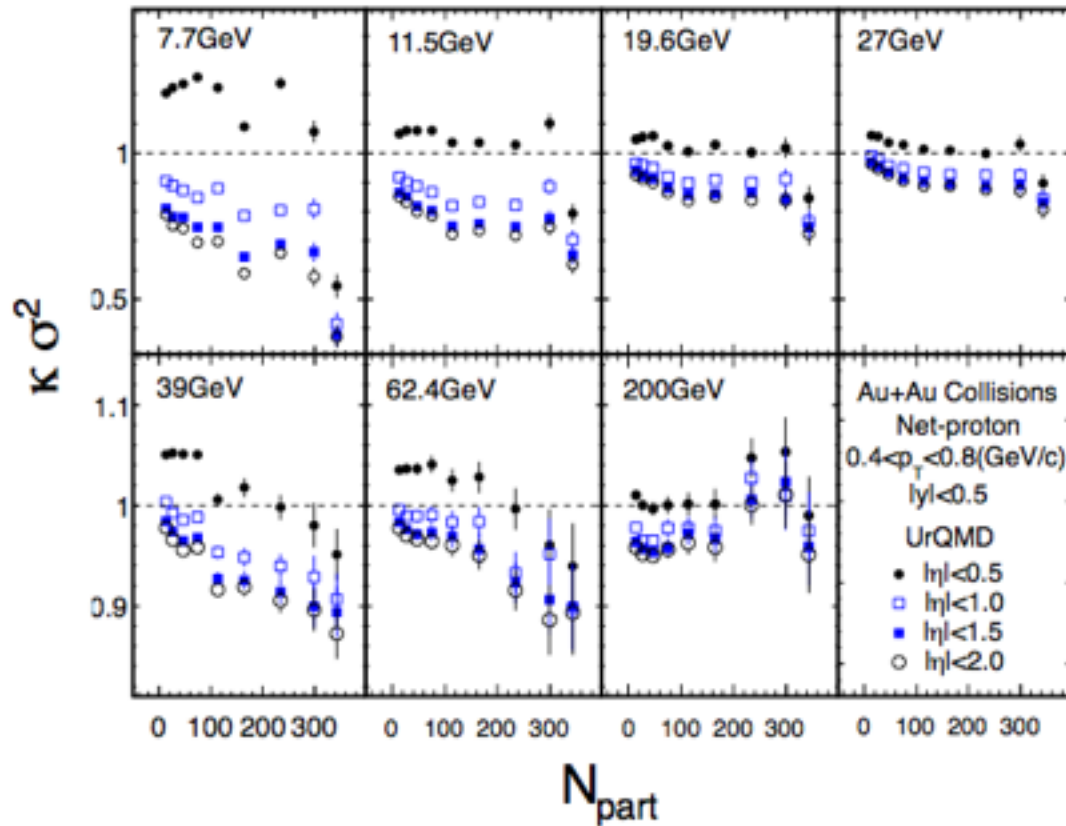 7.7GeV
11.5GeV
19.6GeV
27GeV
1
0.5
κ σ²
39GeV
62.4GeV
200GeV
1.1
1
0.9
Au+Au Collisions
Net-proton
0.4<p_T<0.8(GeV/c)
|y|<0.5
UrQMD
|η|<0.5
|η|<1.0
|η|<1.5
|η|<2.0
0 100 200 300 0 100 200 300 0 100 200 300 0 100 200 300
N_part